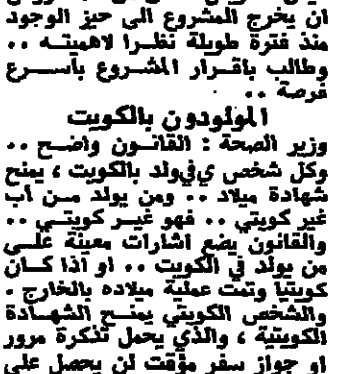 ان يخرج المشروع الى حيز الوجود
منذ فترة طويلة نظرا لاهميته ..
وطالب باقرار المشروع بأسرع
فرصة ..
المولودون بالكويت
وزير الصحة : القانون واضح ..
وكل شخص يولد بالكويت ، يمنح
شهادة ميلاد .. ومن يولد من أب
غير كويتي .. فهو غير كويتي ..
والقانون يضع اشارات معينة على
من يولد في الكويت .. او اذا كان
كويتيا وتمت عملية ميلاده بالخارج .
والشخص الكويتي يمنح الشهادة
الكويتية ، والذي يحمل تذكرة مرور
او جواز سفر مؤقت لن يحصل على